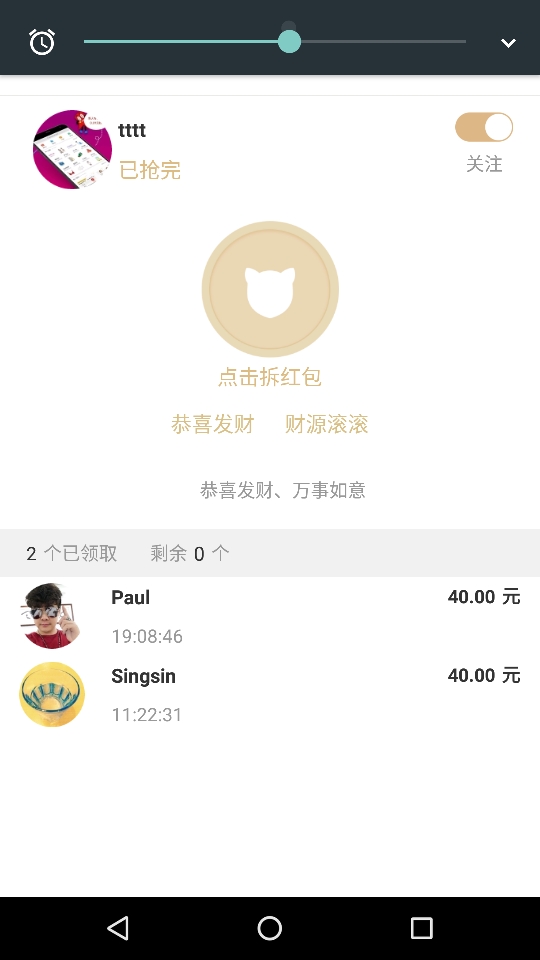 tttt
已抢完
关注
点击拆红包
恭喜发财 财源滚滚
恭喜发财、万事如意
2 个已领取 剩余 0 个
Paul 40.00 元
19:08:46
Singsin 40.00 元
11:22:31